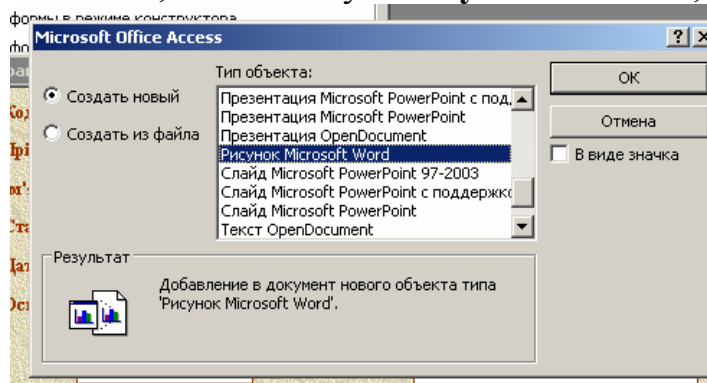 формы в режиме конструктора
Microsoft Office Access
Тип объекта:
Создать новый
Создать из файла
Презентация Microsoft PowerPoint с под,
Презентация Microsoft PowerPoint
Презентация OpenDocument
Рисунок Microsoft Word
Слайд Microsoft PowerPoint 97-2003
Слайд Microsoft PowerPoint с поддержк
Слайд Microsoft PowerPoint
Текст OpenDocument
ОК
Отмена
В виде значка
Результат
Добавление в документ нового объекта типа
'Рисунок Microsoft Word'.